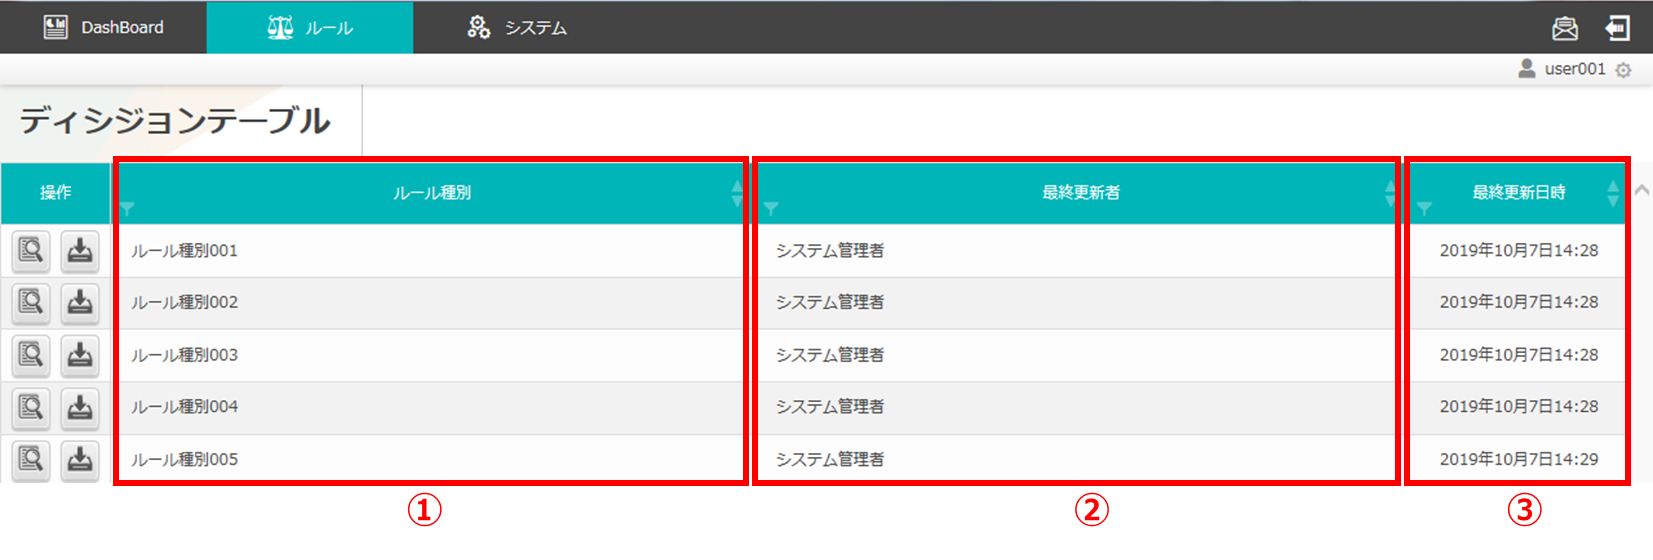 DashBoard ルール システム
user001
ディシジョンテーブル
操作 ルール種別 最終更新者 最終更新日時
ルール種別001 システム管理者 2019年10月7日14:28
ルール種別002 システム管理者 2019年10月7日14:28
ルール種別003 システム管理者 2019年10月7日14:28
ルール種別004 システム管理者 2019年10月7日14:28
ルール種別005 システム管理者 2019年10月7日14:29
① ② ③